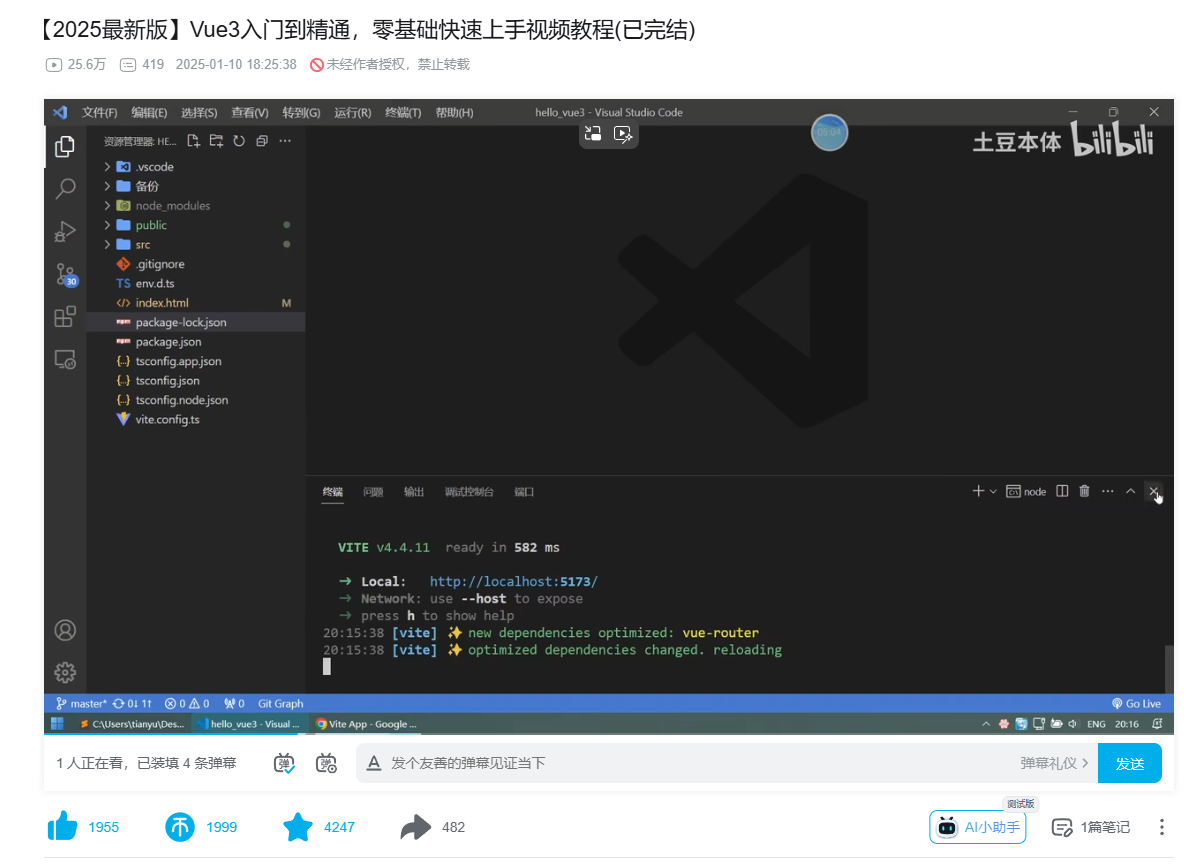 【2025最新版】Vue3入门到精通，零基础快速上手视频教程(已完结)
25.6万 419 2025-01-10 18:25:38 未经作者授权，禁止转载
文件(F) 编辑(E) 选择(S) 查看(V) 转到(G) 运行(R) 终端(T) 帮助(H) hello_vue3 - Visual Studio Code
资源管理器: HE...
05:04
土豆本体 bilibili
.vscode
备份
node_modules
public
src
.gitignore
TS env.d.ts
index.html M
package-lock.json
package.json
{..} tsconfig.app.json
{..} tsconfig.json
{..} tsconfig.node.json
vite.config.ts
30
终端 问题 输出 调试控制台 端口 node
VITE v4.4.11 ready in 582 ms
➜ Local: http://localhost:5173/
➜ Network: use --host to expose
➜ press h to show help
20:15:38 [vite] ✨ new dependencies optimized: vue-router
20:15:38 [vite] ✨ optimized dependencies changed. reloading
master* 0↓ 1↑ 0 0 0 Git Graph Go Live
C:\Users\tianyu\Des... hello_vue3 - Visual ... Vite App - Google ... ENG 20:16
1 人正在看，已装填 4 条弹幕 弹 弹 A 发个友善的弹幕见证当下 弹幕礼仪 > 发送
测试版
1955 1999 4247 482 AI小助手 1篇笔记